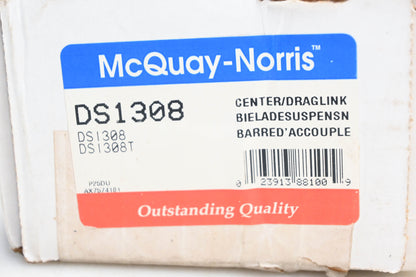 McQuay-Norris™
DS1308
DS1308
DS1308T
CENTER/DRAGLINK
BIELADESUSPENSN
BARRED'ACCOUPLE
0 23913 88100 9
Outstanding Quality